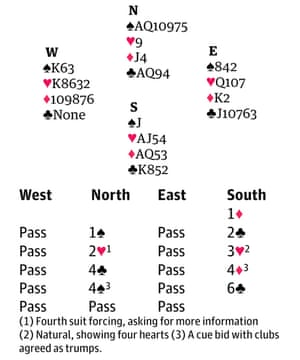 N
♠AQ10975
♥9
♦J4
♣AQ94
W
♠K63
♥K8632
♦109876
♣None
E
♠842
♥Q107
♦K2
♣J10763
S
♠J
♥AJ54
♦AQ53
♣K852
West North East South
1♦
Pass 1♠ Pass 2♣
Pass 2♥¹ Pass 3♥²
Pass 4♣ Pass 4♦³
Pass 4♠³ Pass 6♣
Pass Pass Pass
(1) Fourth suit forcing, asking for more information
(2) Natural, showing four hearts (3) A cue bid with clubs
agreed as trumps.